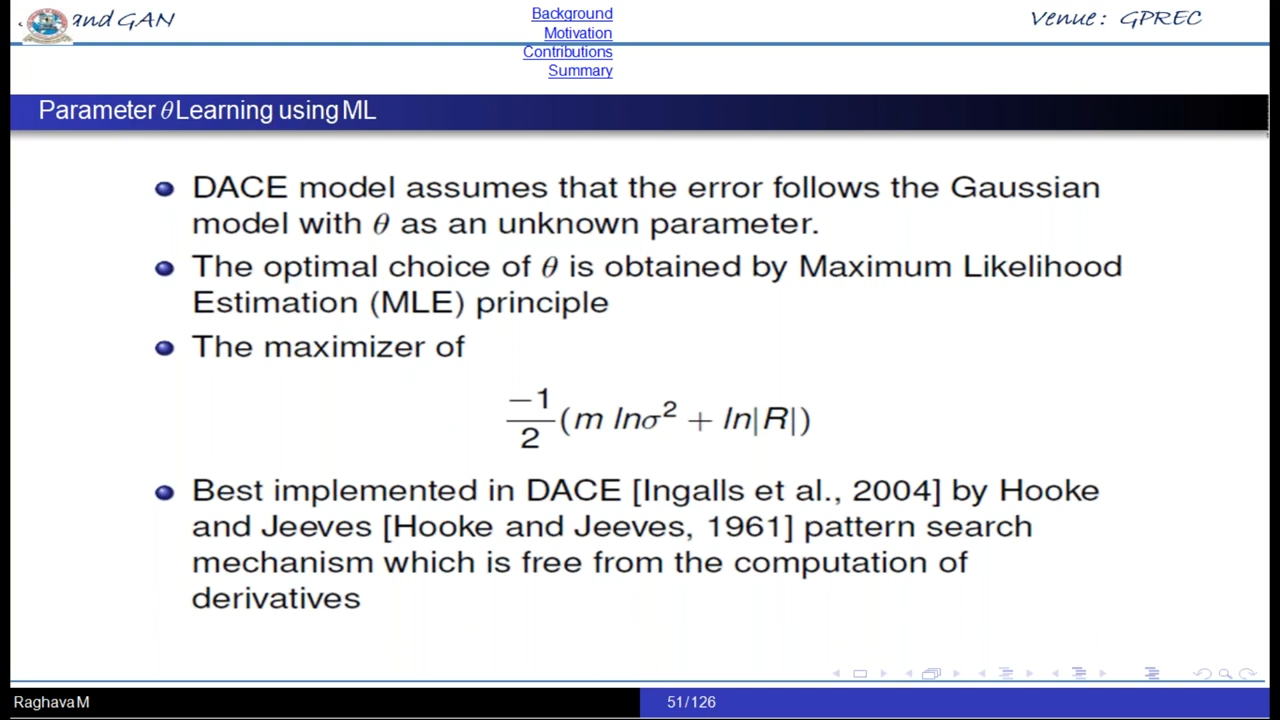 and GAN
Venue: GPREC
Background
Motivation
Contributions
Summary
Parameter θ Learning using ML
DACE model assumes that the error follows the Gaussian
model with θ as an unknown parameter.
The optimal choice of θ is obtained by Maximum Likelihood
Estimation (MLE) principle
The maximizer of
−1/2 (m lnσ² + ln|R|)
Best implemented in DACE [Ingalls et al., 2004] by Hooke
and Jeeves [Hooke and Jeeves, 1961] pattern search
mechanism which is free from the computation of
derivatives
Raghava M
51/126